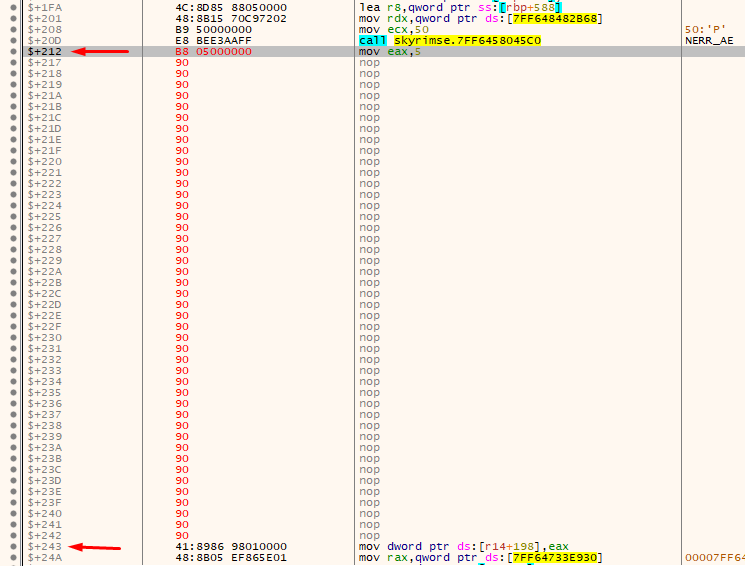 $+1FA 4C:8D85 88050000 lea r8,qword ptr ss:[rbp+588]
$+201 48:8B15 70C97202 mov rdx,qword ptr ds:[7FF648482B68]
$+208 B9 50000000 mov ecx,50 50:'P'
$+20D E8 BEE3AAFF call skyrimse.7FF6458045C0 NERR_AE
$+212 B8 05000000 mov eax,5
$+217 90 nop
$+218 90 nop
$+219 90 nop
$+21A 90 nop
$+21B 90 nop
$+21C 90 nop
$+21D 90 nop
$+21E 90 nop
$+21F 90 nop
$+220 90 nop
$+221 90 nop
$+222 90 nop
$+223 90 nop
$+224 90 nop
$+225 90 nop
$+226 90 nop
$+227 90 nop
$+228 90 nop
$+229 90 nop
$+22A 90 nop
$+22B 90 nop
$+22C 90 nop
$+22D 90 nop
$+22E 90 nop
$+22F 90 nop
$+230 90 nop
$+231 90 nop
$+232 90 nop
$+233 90 nop
$+234 90 nop
$+235 90 nop
$+236 90 nop
$+237 90 nop
$+238 90 nop
$+239 90 nop
$+23A 90 nop
$+23B 90 nop
$+23C 90 nop
$+23D 90 nop
$+23E 90 nop
$+23F 90 nop
$+240 90 nop
$+241 90 nop
$+242 90 nop
$+243 41:8986 98010000 mov dword ptr ds:[r14+198],eax
$+24A 48:8B05 EF865E01 mov rax,qword ptr ds:[7FF64733E930] 00007FF64